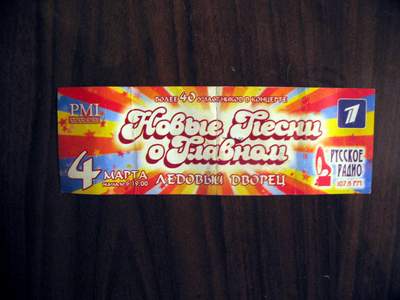 БОЛЕЕ 40 УЧАСТНИКОВ В КОНЦЕРТЕ
PMI
Новые Песни
о Главном
1
4 МАРТА
НАЧАЛО В 19:00
ЛЕДОВЫЙ ДВОРЕЦ
РУССКОЕ
РАДИО
107,8 FM